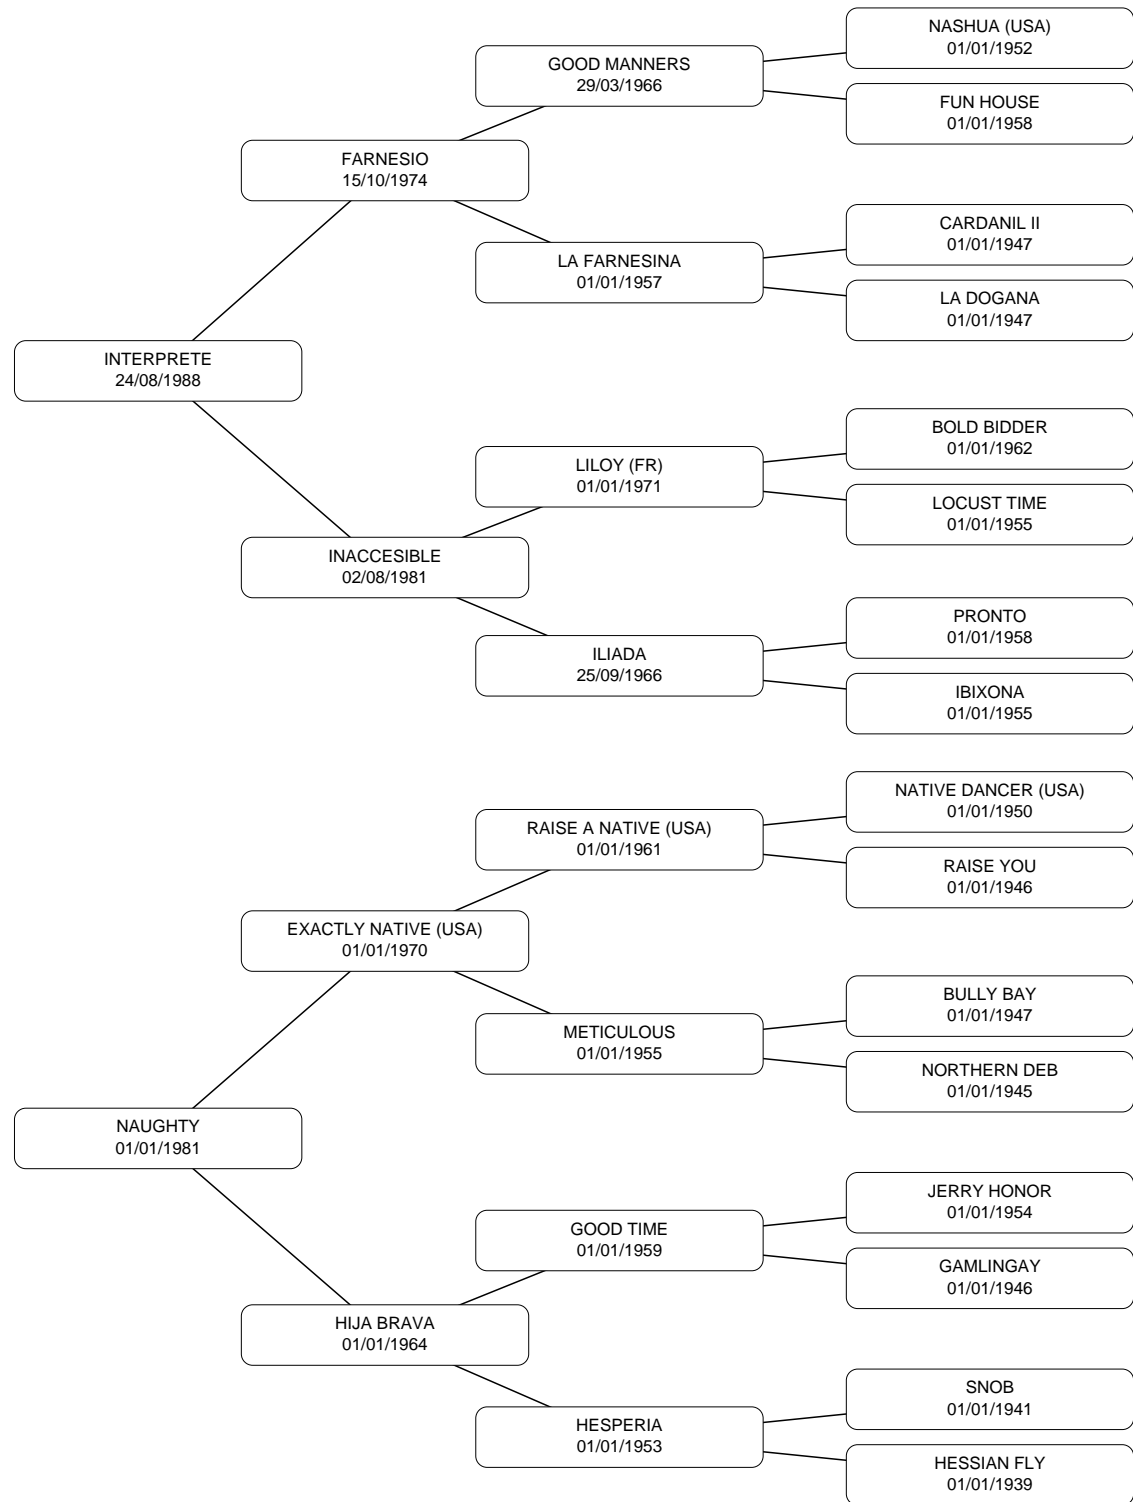 NASHUA (USA)
01/01/1952
GOOD MANNERS
29/03/1966
FUN HOUSE
01/01/1958
FARNESIO
15/10/1974
CARDANIL II
01/01/1947
LA FARNESINA
01/01/1957
LA DOGANA
01/01/1947
INTERPRETE
24/08/1988
BOLD BIDDER
01/01/1962
LILOY (FR)
01/01/1971
LOCUST TIME
01/01/1955
INACCESIBLE
02/08/1981
PRONTO
01/01/1958
ILIADA
25/09/1966
IBIXONA
01/01/1955
NATIVE DANCER (USA)
01/01/1950
RAISE A NATIVE (USA)
01/01/1961
RAISE YOU
01/01/1946
EXACTLY NATIVE (USA)
01/01/1970
BULLY BAY
01/01/1947
METICULOUS
01/01/1955
NORTHERN DEB
01/01/1945
NAUGHTY
01/01/1981
JERRY HONOR
01/01/1954
GOOD TIME
01/01/1959
GAMLINGAY
01/01/1946
HIJA BRAVA
01/01/1964
SNOB
01/01/1941
HESPERIA
01/01/1953
HESSIAN FLY
01/01/1939